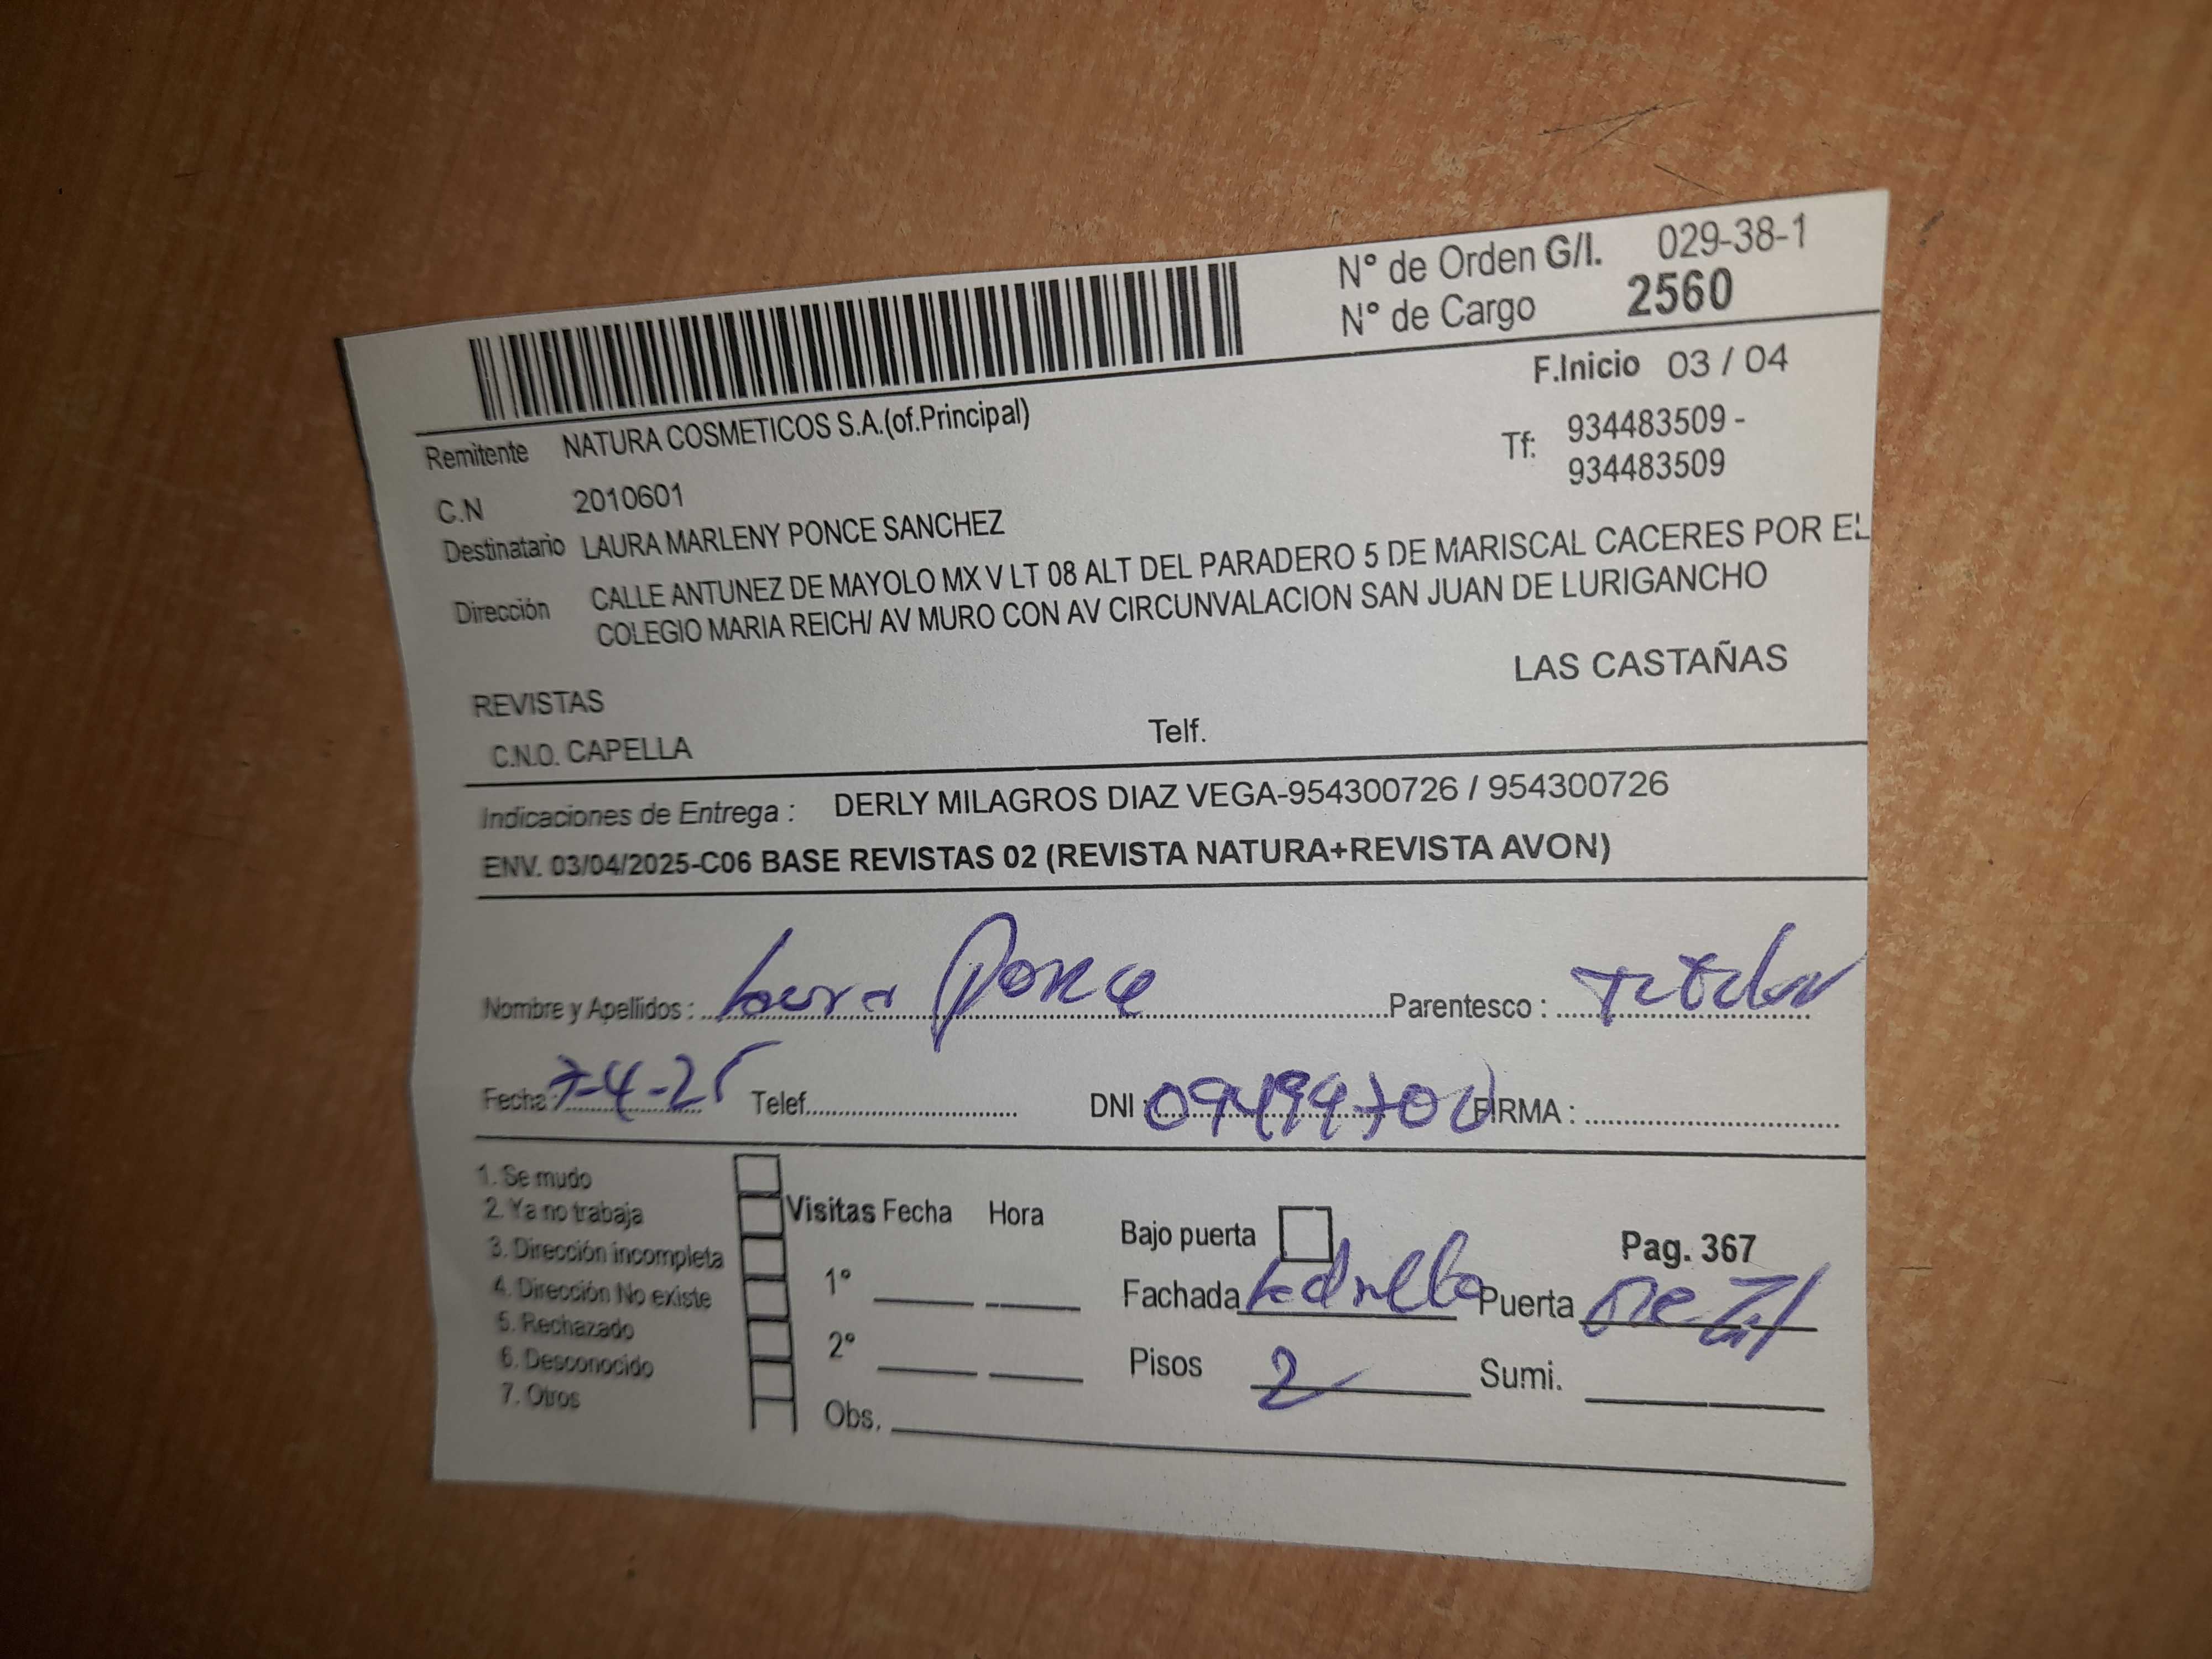 N° de Orden G/I. 029-38-1
N° de Cargo 2560
F.Inicio 03 / 04
Remitente NATURA COSMETICOS S.A.(of.Principal)
Tf: 934483509 -
934483509
C.N 2010601
Destinatario LAURA MARLENY PONCE SANCHEZ
Dirección CALLE ANTUNEZ DE MAYOLO MX V LT 08 ALT DEL PARADERO 5 DE MARISCAL CACERES POR EL
COLEGIO MARIA REICH/ AV MURO CON AV CIRCUNVALACION SAN JUAN DE LURIGANCHO
LAS CASTAÑAS
REVISTAS
C.N.O. CAPELLA Telf.
Indicaciones de Entrega : DERLY MILAGROS DIAZ VEGA-954300726 / 954300726
ENV. 03/04/2025-C06 BASE REVISTAS 02 (REVISTA NATURA+REVISTA AVON)
Nombre y Apellidos : Laura Ponce Parentesco : Titular
Fecha 7-4-25 Telef. DNI : FIRMA :
1. Se mudo
2. Ya no trabaja
3. Dirección incompleta
4. Dirección No existe
5. Rechazado
6. Desconocido
7. Otros
Visitas Fecha Hora
1°
2°
Obs.
Bajo puerta Pag. 367
Fachada Ladrillo Puerta
Pisos 2 Sumi.